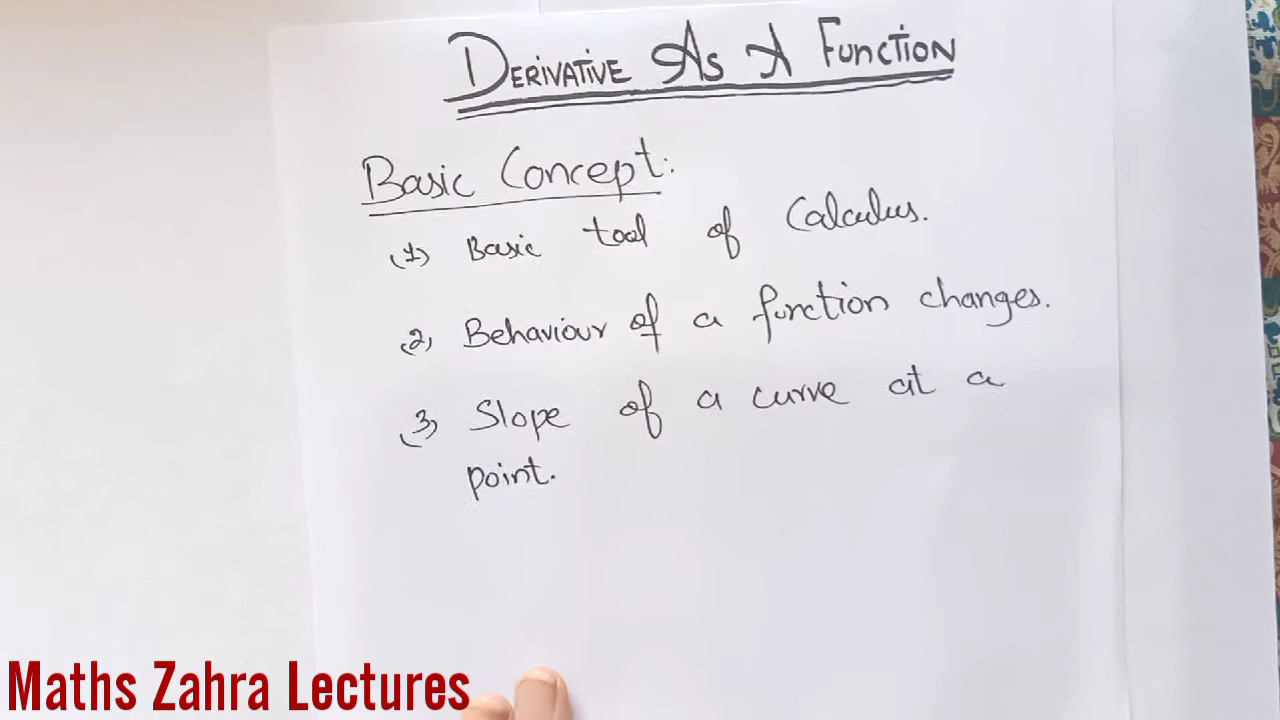 DERIVATIVE AS A FUNCTION
Basic Concept:
(1) Basic tool of Calculus.
(2) Behaviour of a function changes.
(3) Slope of a curve at a
point.
Maths Zahra Lectures